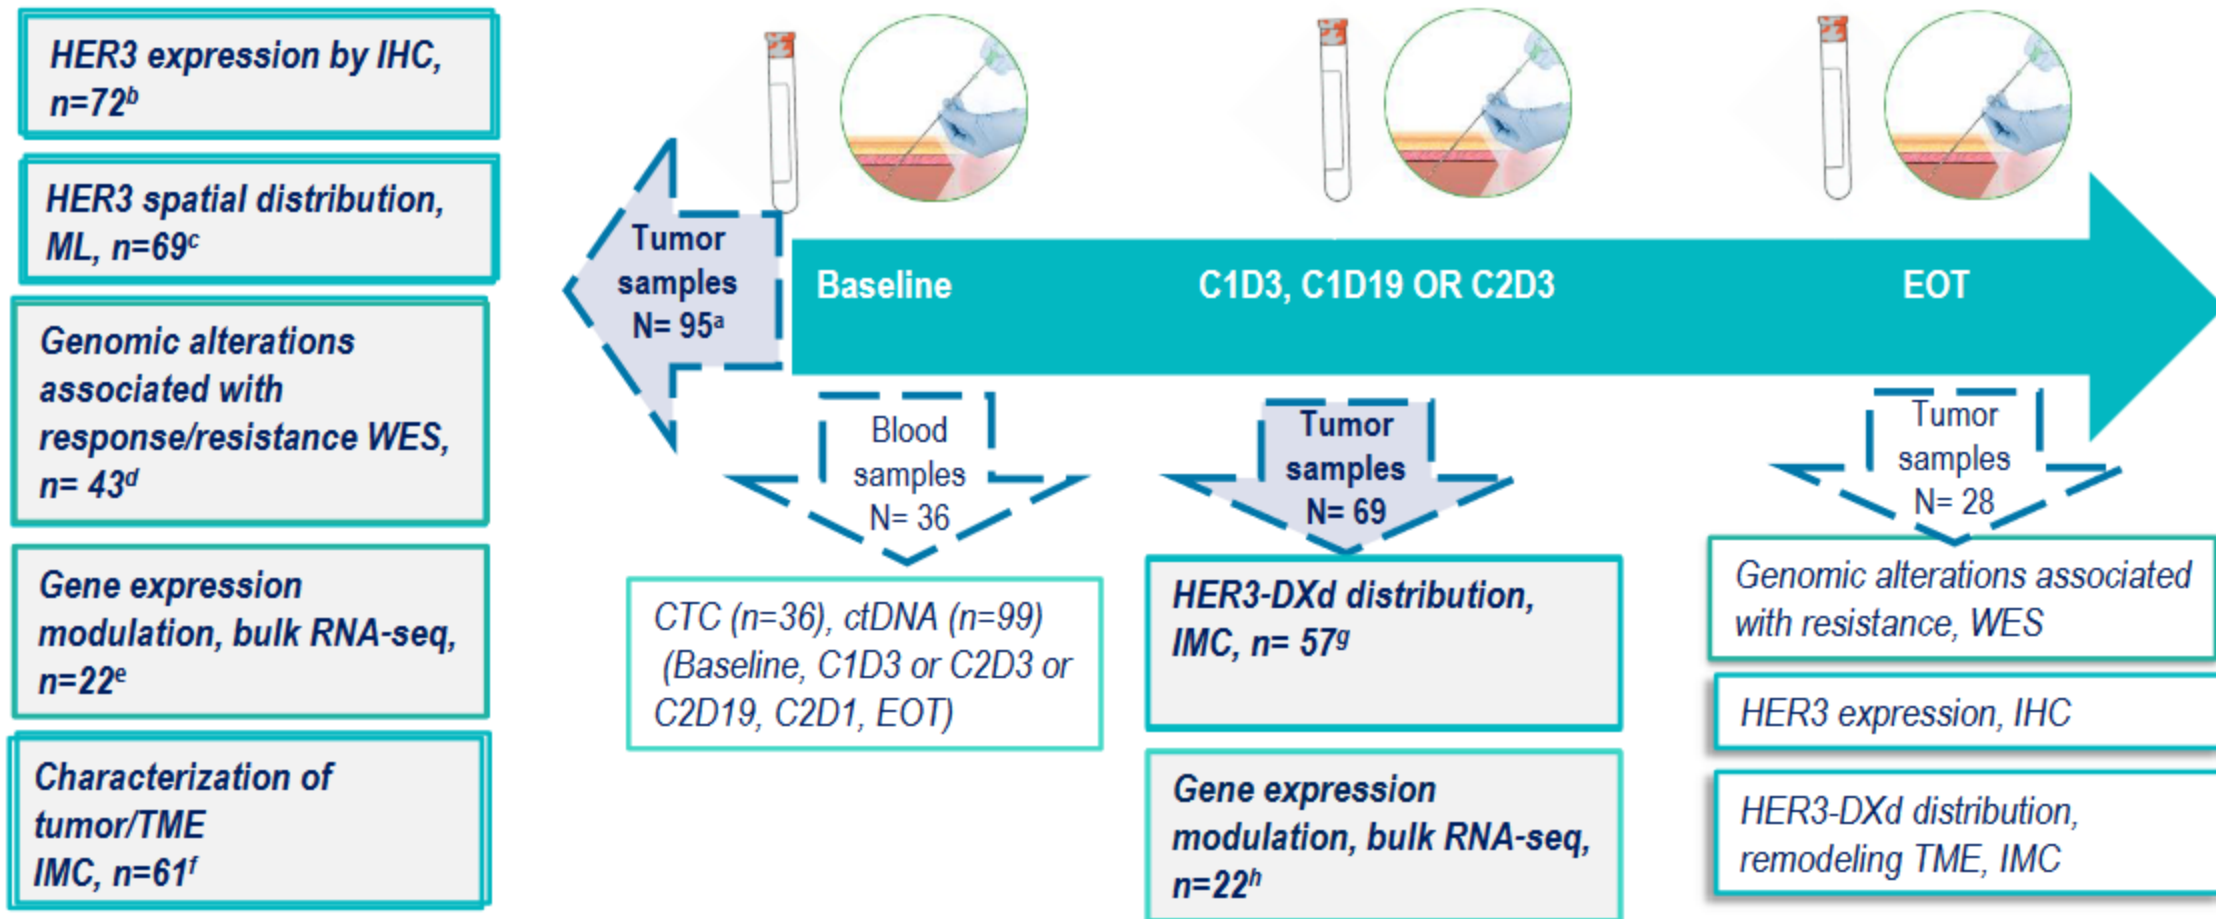 HER3 expression by IHC,
n=72ᵇ
HER3 spatial distribution,
ML, n=69ᶜ
Genomic alterations
associated with
response/resistance WES,
n= 43ᵈ
Gene expression
modulation, bulk RNA-seq,
n=22ᵉ
Characterization of
tumor/TME
IMC, n=61ᶠ
Tumor
samples
N= 95ᵃ
Baseline
C1D3, C1D19 OR C2D3
EOT
Blood
samples
N= 36
CTC (n=36), ctDNA (n=99)
(Baseline, C1D3 or C2D3 or
C2D19, C2D1, EOT)
Tumor
samples
N= 69
HER3-DXd distribution,
IMC, n= 57ᵍ
Gene expression
modulation, bulk RNA-seq,
n=22ʰ
Tumor
samples
N= 28
Genomic alterations associated
with resistance, WES
HER3 expression, IHC
HER3-DXd distribution,
remodeling TME, IMC